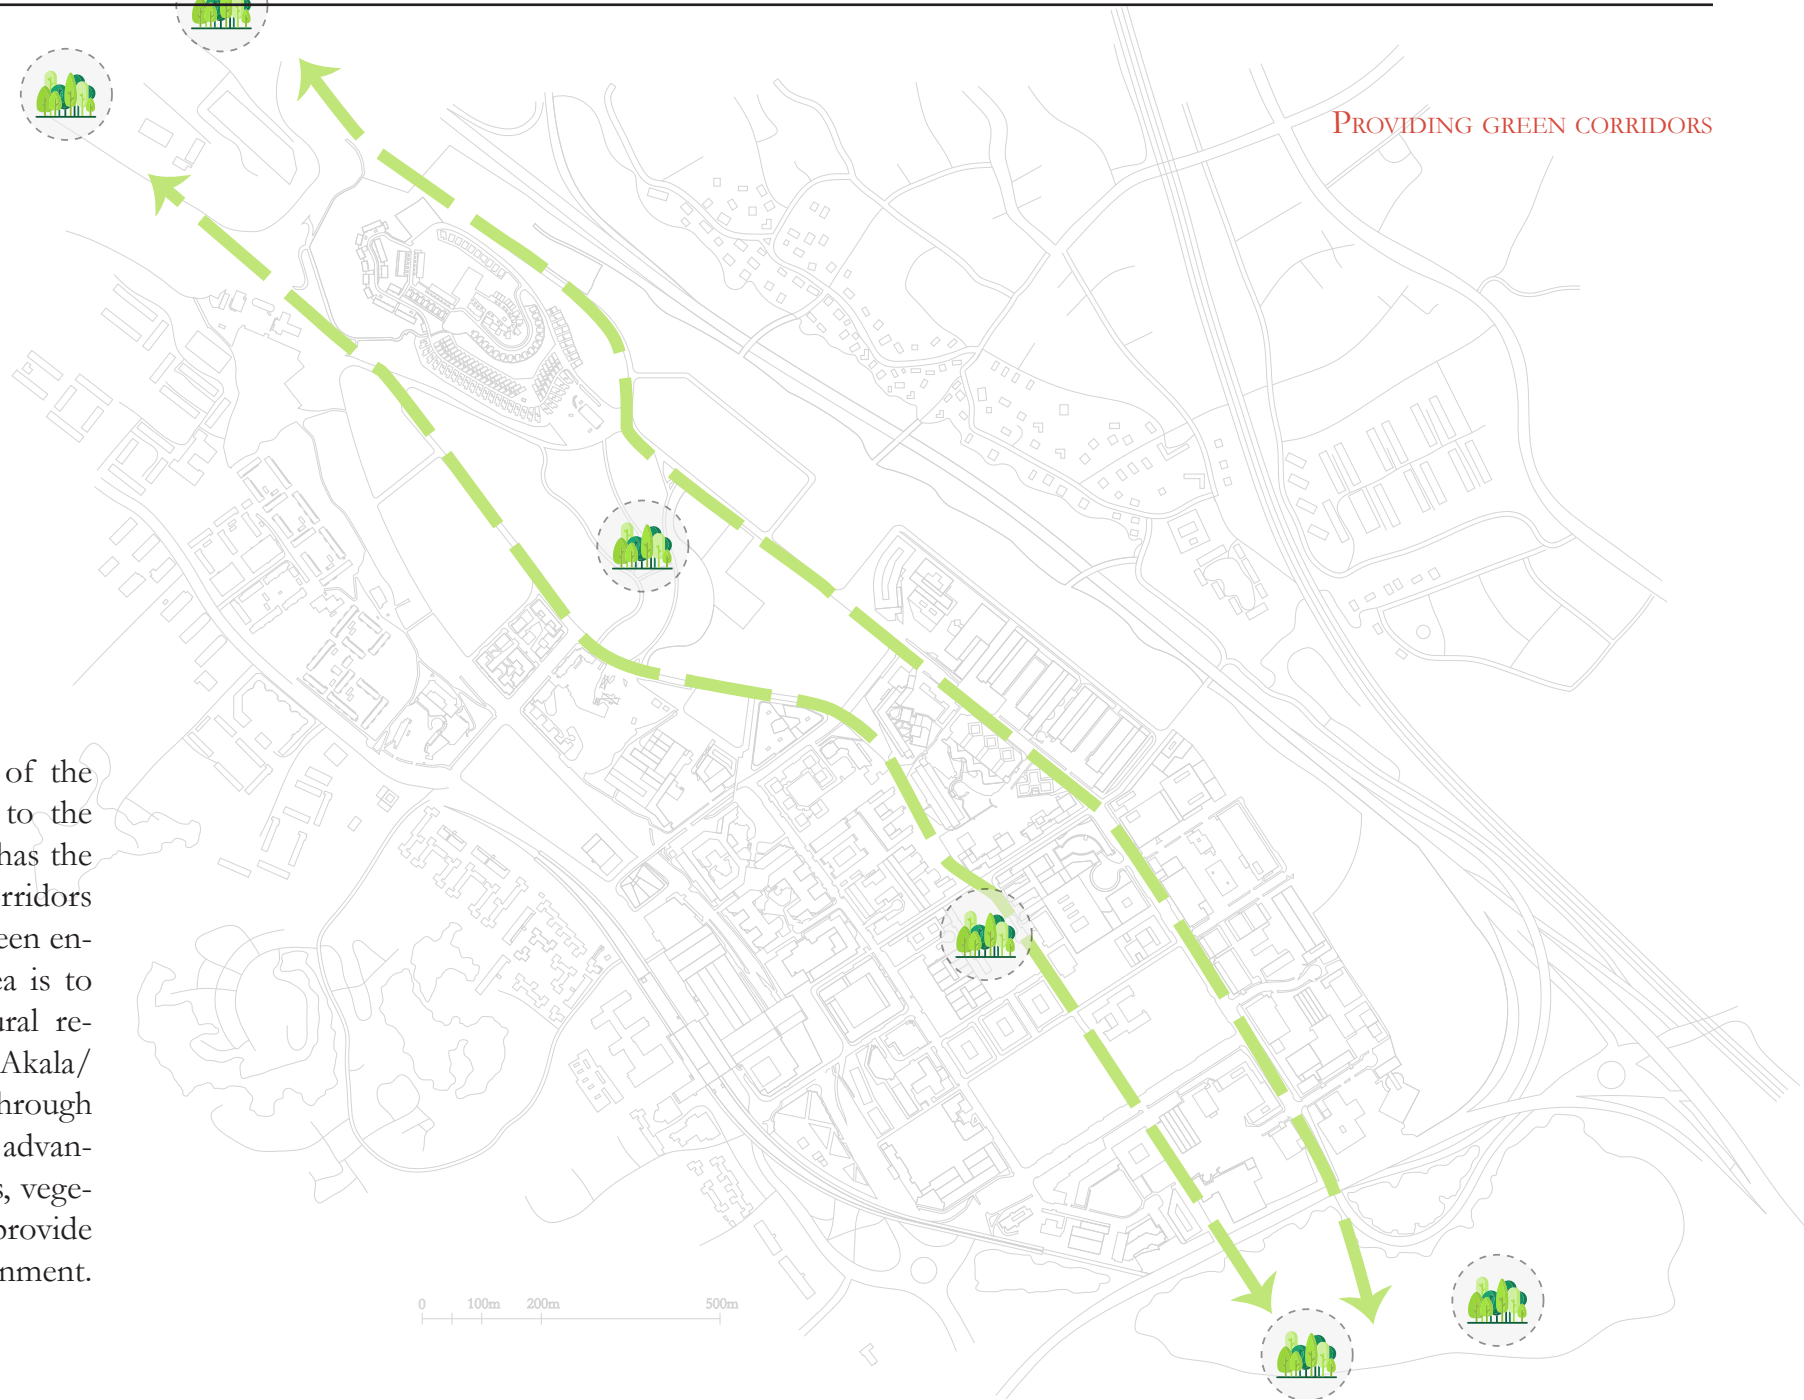 PROVIDING GREEN CORRIDORS
of the
to the
has the
rridors
een en-
ea is to
ural re-
Akala/
hrough
advan-
s, vege-
provide
nment.
0 100m 200m 500m